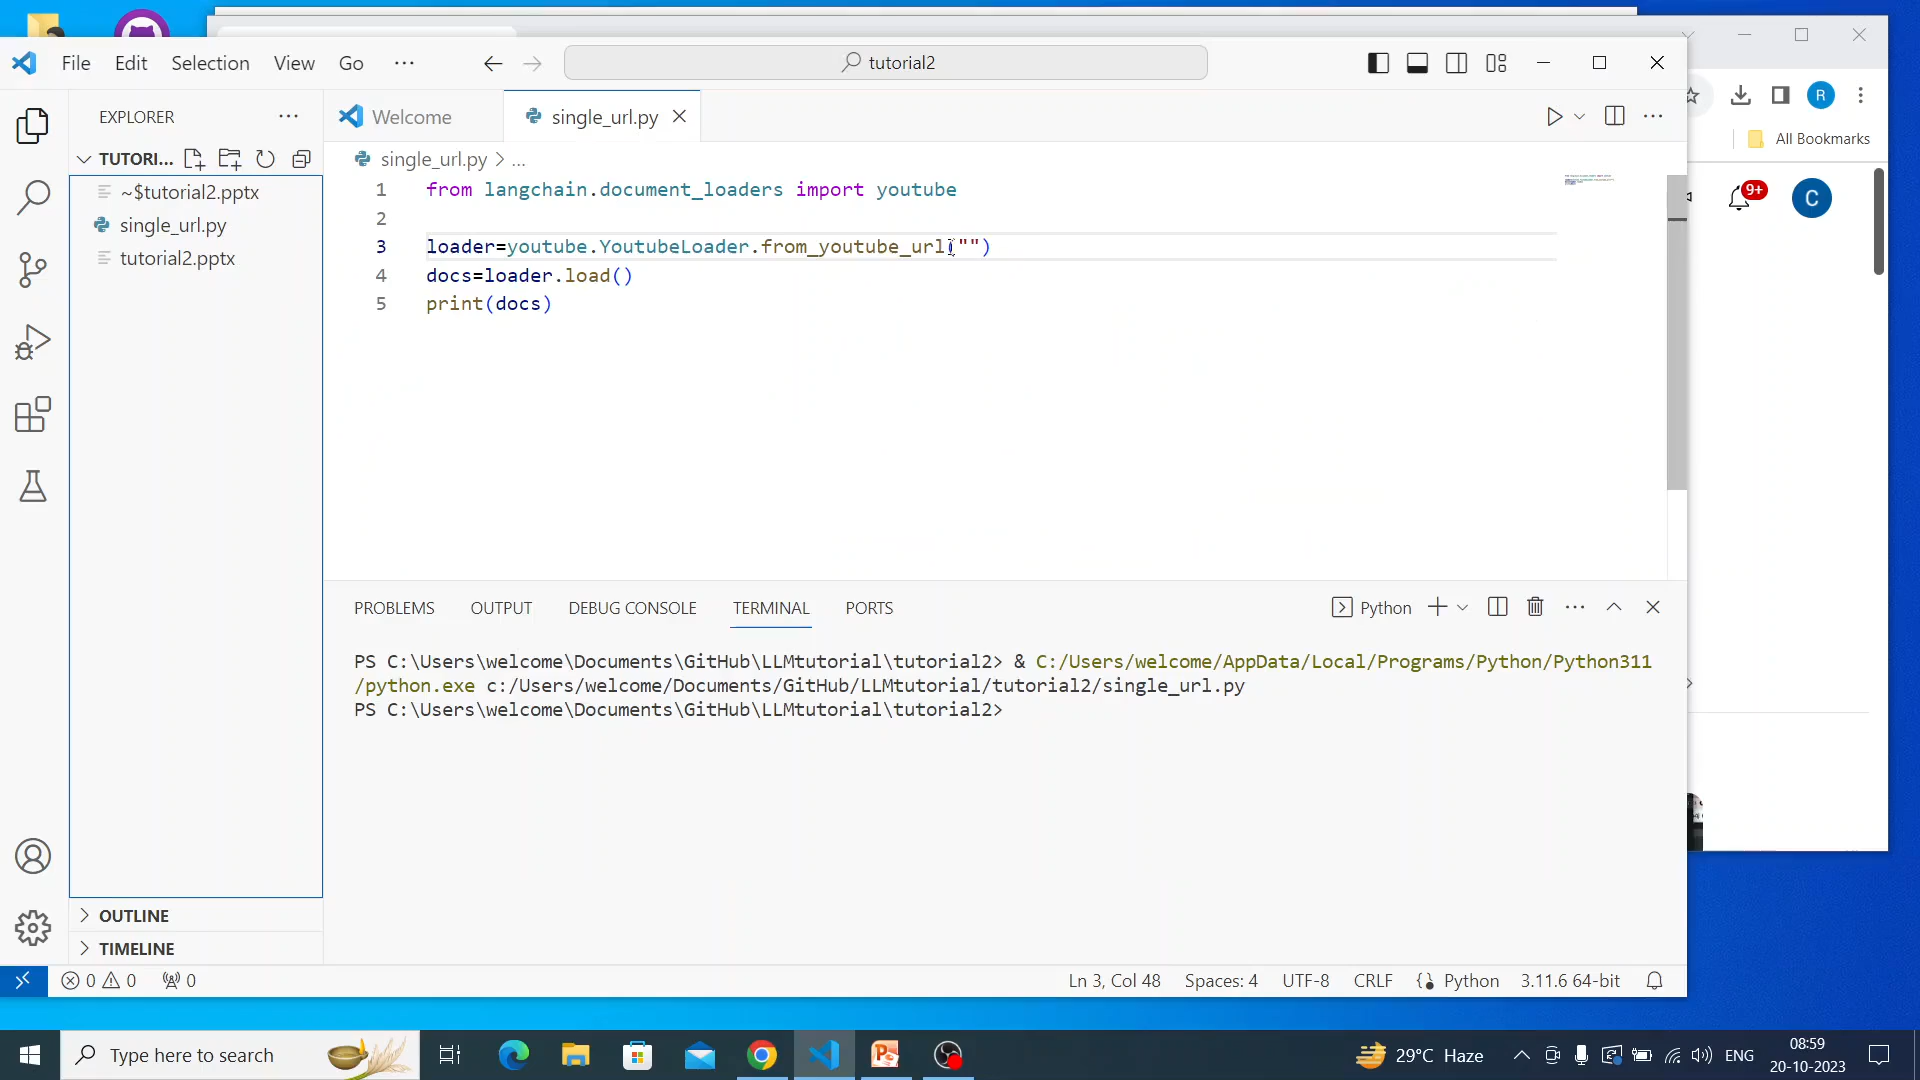 File Edit Selection View Go ···
tutorial2
R
All Bookmarks
EXPLORER
Welcome
single_url.py
TUTORI...
single_url.py > ...
9+
C
~$tutorial2.pptx
single_url.py
tutorial2.pptx
1 from langchain.document_loaders import youtube
2
3 loader=youtube.YoutubeLoader.from_youtube_url("")
4 docs=loader.load()
5 print(docs)
PROBLEMS OUTPUT DEBUG CONSOLE TERMINAL PORTS
Python
PS C:\Users\welcome\Documents\GitHub\LLMtutorial\tutorial2> & C:/Users/welcome/AppData/Local/Programs/Python/Python311
/python.exe c:/Users/welcome/Documents/GitHub/LLMtutorial/tutorial2/single_url.py
PS C:\Users\welcome\Documents\GitHub\LLMtutorial\tutorial2>
OUTLINE
TIMELINE
0 0 0
Ln 3, Col 48 Spaces: 4 UTF-8 CRLF Python 3.11.6 64-bit
Type here to search
29°C Haze
ENG
08:59
20-10-2023